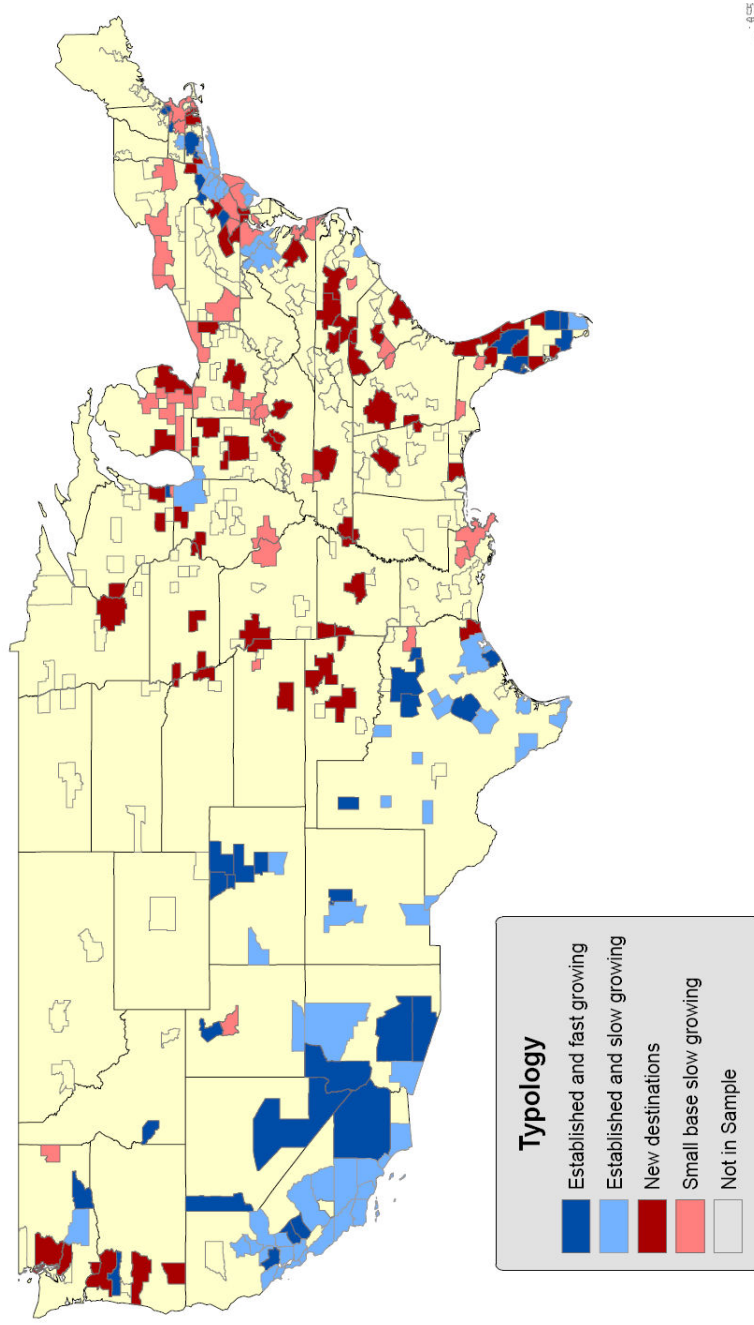 Typology
Established and fast growing
Established and slow growing
New destinations
Small base slow growing
Not in Sample